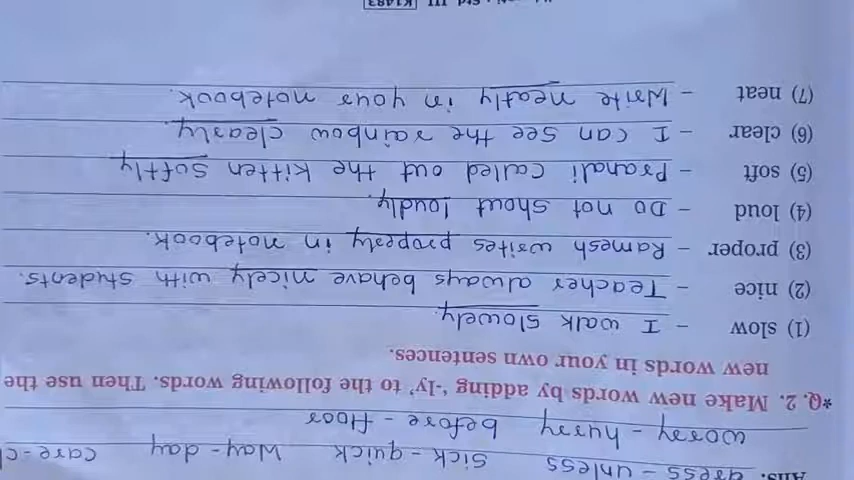 Ans. dress - unless sick - quick way - day
worry - hurry before - floor
*Q. 2. Make new words by adding '-ly' to the following words. Then use the
new words in your own sentences.
(1) slow - I walk slowely.
(2) nice - Teacher always behave nicely with students.
(3) proper - Ramesh writes properly in notebook.
(4) loud - Do not shout loudly.
(5) soft - Pranali called out the kitten softly
(6) clear - I can see the rainbow clearly.
(7) neat - Write neatly in your notebook.
Std. III K1483